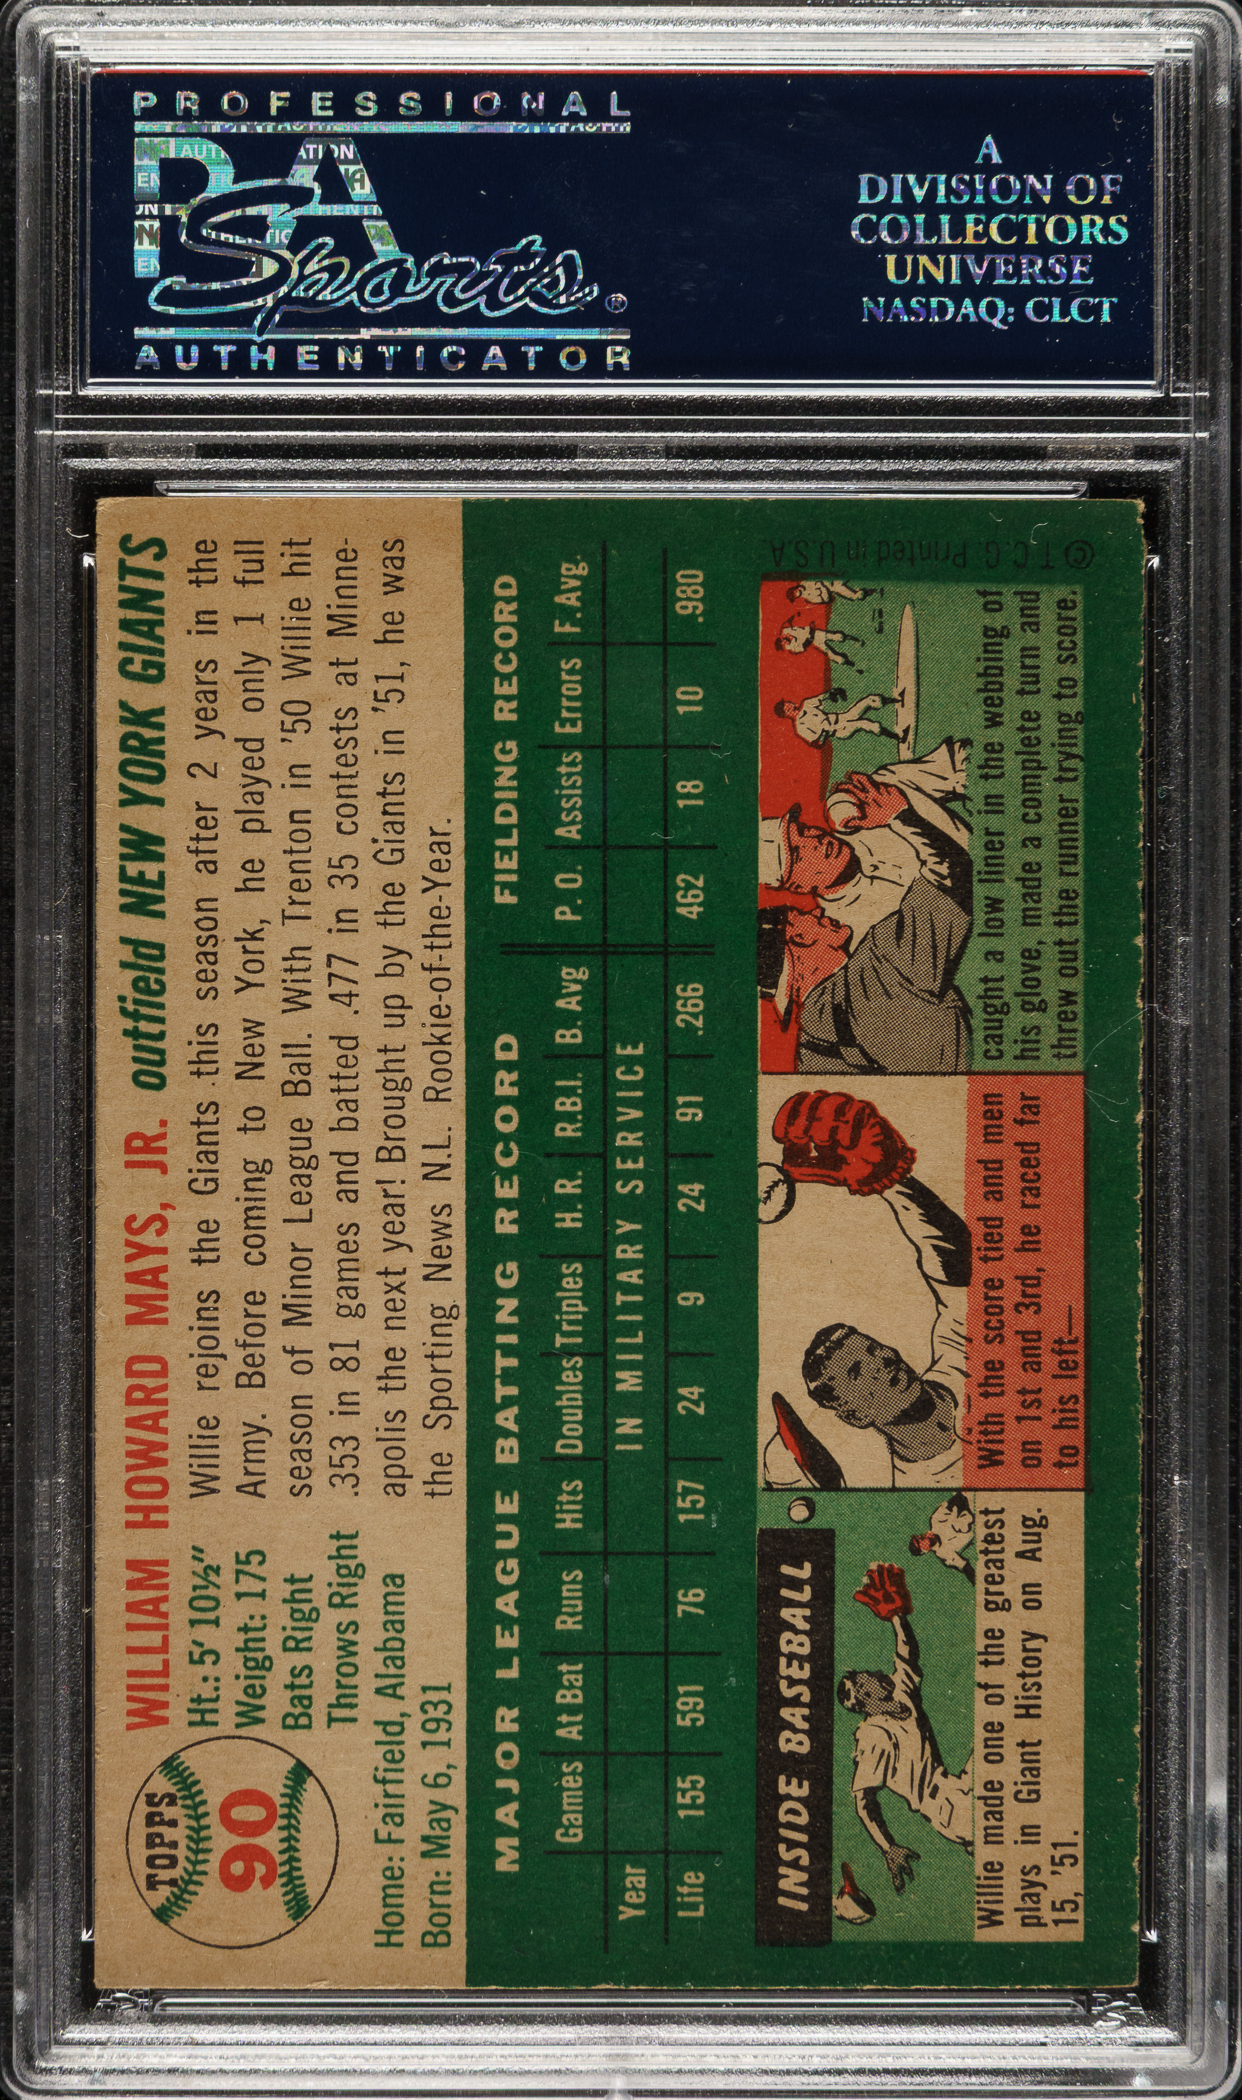 PROFESSIONAL
PSA
Sports®
AUTHENTICATOR
A
DIVISION OF
COLLECTORS
UNIVERSE
NASDAQ: CLCT
TOPPS
90
WILLIAM HOWARD MAYS, JR. outfield NEW YORK GIANTS
Ht.: 5' 10½"
Weight: 175
Bats Right
Throws Right
Home: Fairfield, Alabama
Born: May 6, 1931
Willie rejoins the Giants this season after 2 years in the
Army. Before coming to New York, he played only 1 full
season of Minor League Ball. With Trenton in '50 Willie hit
.353 in 81 games and batted .477 in 35 contests at Minne-
apolis the next year! Brought up by the Giants in '51, he was
the Sporting News N.L. Rookie-of-the-Year.
MAJOR LEAGUE BATTING RECORD FIELDING RECORD
Games At Bat Runs Hits Doubles Triples H. R. R.B.I. B. Avg P. O. Assists Errors F. Avg.
Year IN MILITARY SERVICE
Life 155 591 76 157 24 9 24 91 .266 462 18 10 .980
INSIDE BASEBALL
Willie made one of the greatest
plays in Giant History on Aug.
15, '51.
With the score tied and men
on 1st and 3rd, he raced far
to his left—
caught a low liner in the webbing of
his glove, made a complete turn and
threw out the runner trying to score.
© T. C. G. Printed in U.S.A.